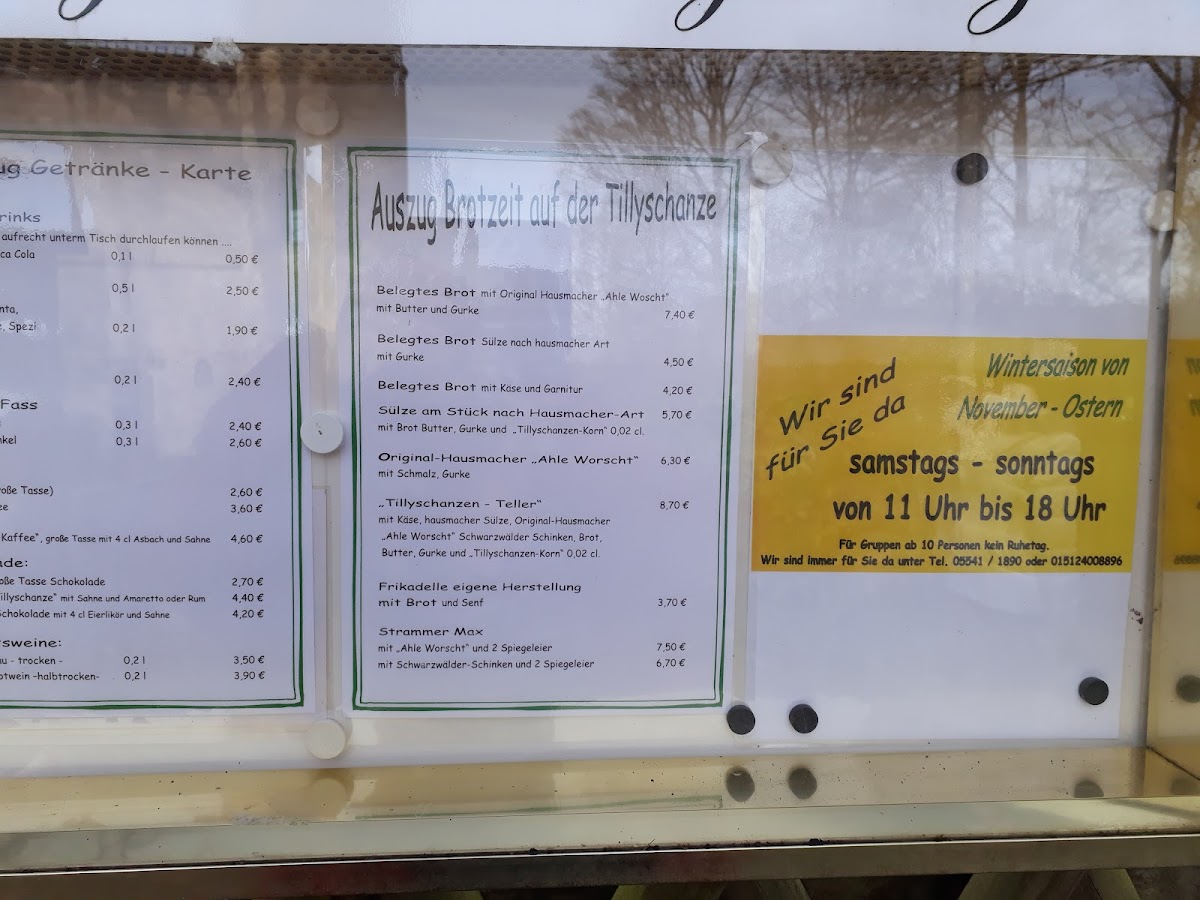 Getränke - Karte
aufrecht unterm Tisch durchlaufen können ....
Cola 0,1 l 0,50 €
0,5 l 2,50 €
Spezi 0,2 l 1,90 €
0,2 l 2,40 €
Fass
0,3 l 2,40 €
0,3 l 2,60 €
Tasse) 2,60 €
3,60 €
Kaffee", große Tasse mit 4 cl Asbach und Sahne 4,60 €
Tasse Schokolade 2,70 €
mit Sahne und Amaretto oder Rum 4,40 €
mit 4 cl Eierlikör und Sahne 4,20 €
- trocken - 0,2 l 3,50 €
-halbtrocken- 0,2 l 3,90 €
Auszug Brotzeit auf der Tillyschanze
Belegtes Brot mit Original Hausmacher „Ahle Woscht"
mit Butter und Gurke 7,40 €
Belegtes Brot Sülze nach hausmacher Art
mit Gurke
4,50 €
Belegtes Brot mit Käse und Garnitur 4,20 €
Sülze am Stück nach Hausmacher-Art 5,70 €
mit Brot Butter, Gurke und „Tillyschanzen-Korn" 0,02 cl.
Original-Hausmacher „Ahle Worscht" 6,30 €
mit Schmalz, Gurke
„Tillyschanzen - Teller" 8,70 €
mit Käse, hausmacher Sülze, Original-Hausmacher
„Ahle Worscht" Schwarzwälder Schinken, Brot,
Butter, Gurke und „Tillyschanzen-Korn" 0,02 cl.
Frikadelle eigene Herstellung
mit Brot und Senf 3,70 €
Strammer Max
mit „Ahle Worscht" und 2 Spiegeleier 7,50 €
mit Schwarzwälder-Schinken und 2 Spiegeleier 6,70 €
Wir sind
für Sie da
Wintersaison von
November - Ostern
samstags - sonntags
von 11 Uhr bis 18 Uhr
Für Gruppen ab 10 Personen kein Ruhetag.
Wir sind immer für Sie da unter Tel. 05541 / 1890 oder 015124008896